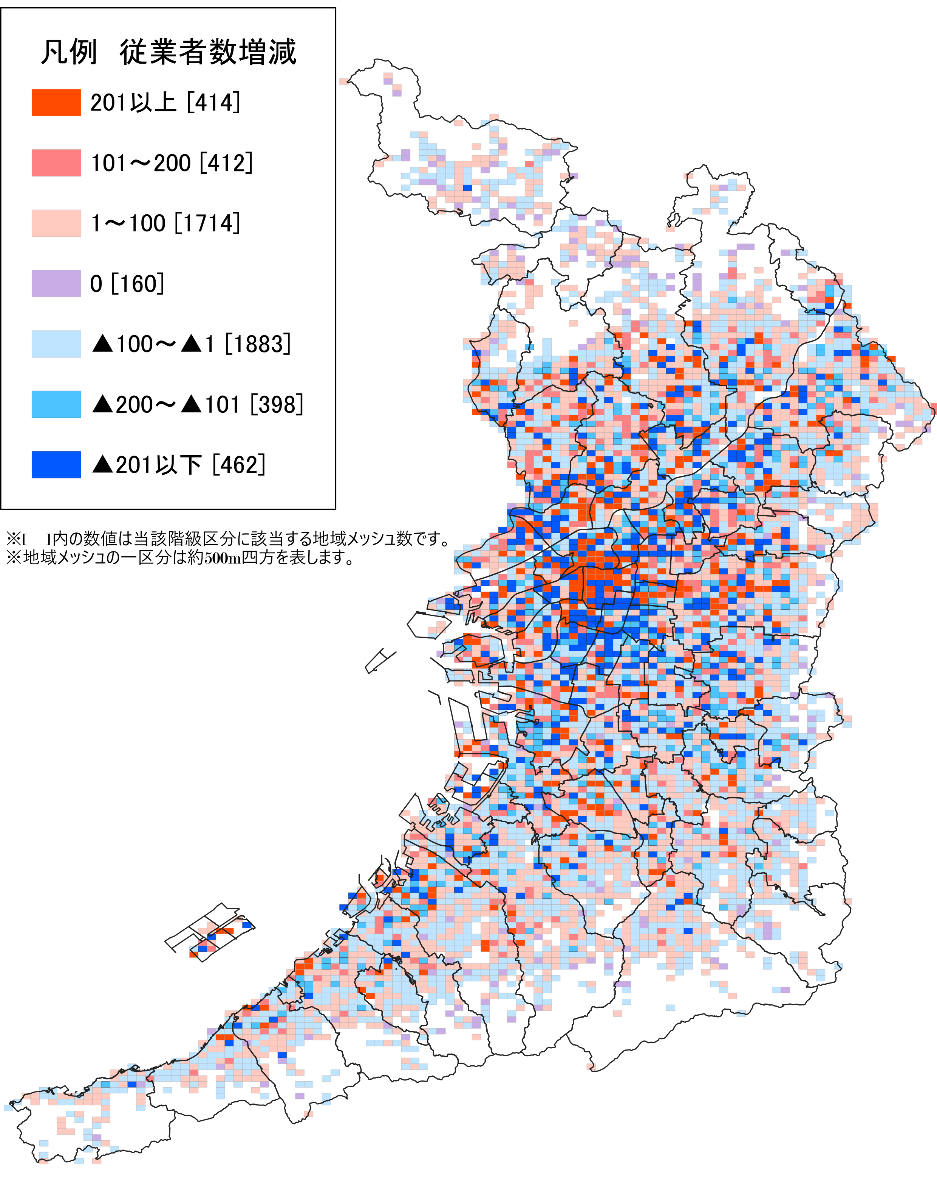 凡例 従業者数増減
201以上 [414]
101～200 [412]
1～100 [1714]
0 [160]
▲100～▲1 [1883]
▲200～▲101 [398]
▲201以下 [462]
※[ ]内の数値は当該階級区分に該当する地域メッシュ数です。
※地域メッシュの一区分は約500m四方を表します。